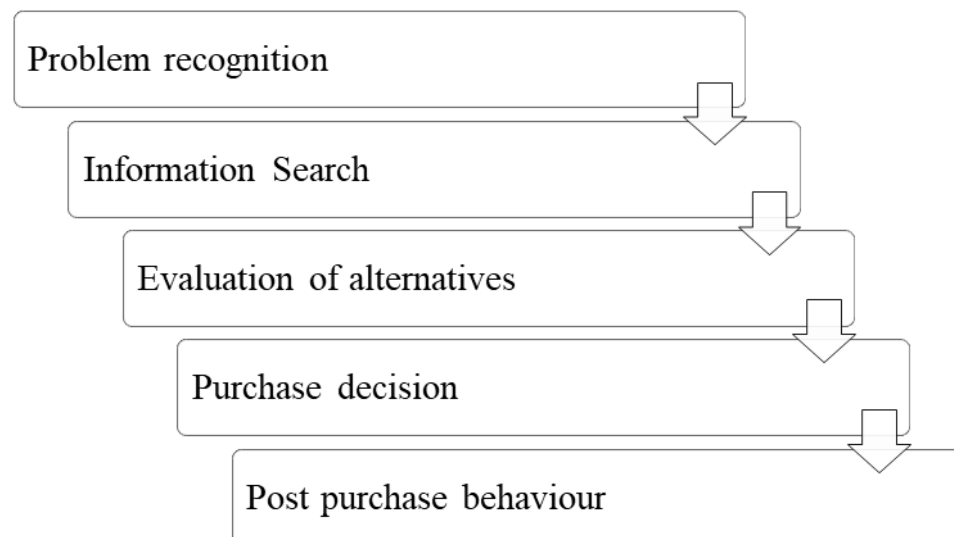 Problem recognition
Information Search
Evaluation of alternatives
Purchase decision
Post purchase behaviour